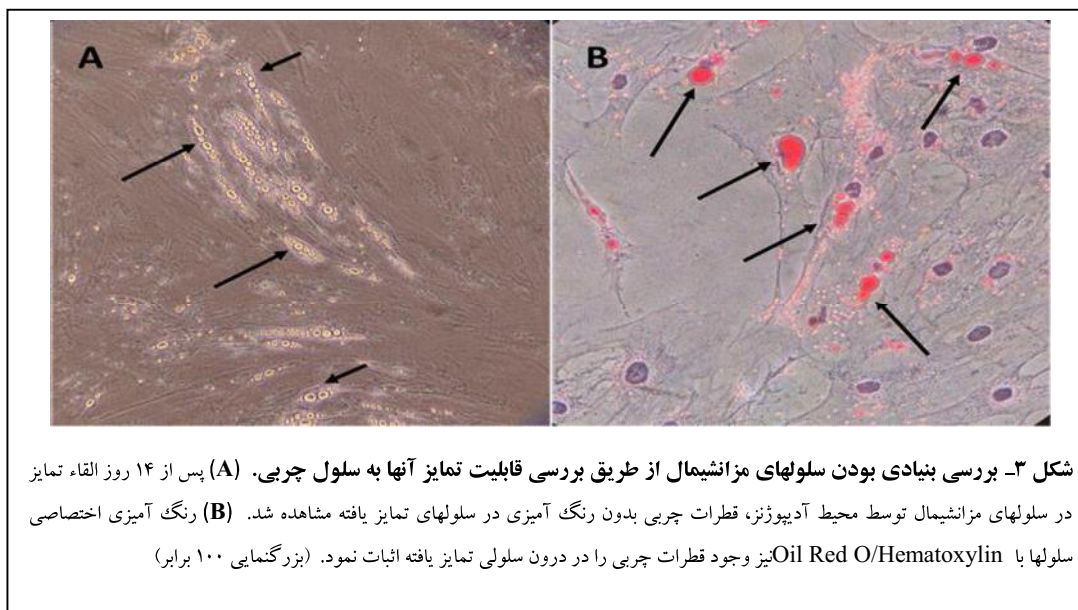 A
B
شکل ۳ـ بررسی بنیادی بودن سلولهای مزانشیمال از طریق بررسی قابلیت تمایز آنها به سلول چربی. (A) پس از ۱۴ روز القاء تمایز
در سلولهای مزانشیمال توسط محیط آدیپوژنز، قطرات چربی بدون رنگ آمیزی در سلولهای تمایز یافته مشاهده شد. (B) رنگ آمیزی اختصاصی
سلولها با Oil Red O/Hematoxylinنیز وجود قطرات چربی را در درون سلولی تمایز یافته اثبات نمود. (بزرگنمایی ۱۰۰ برابر)